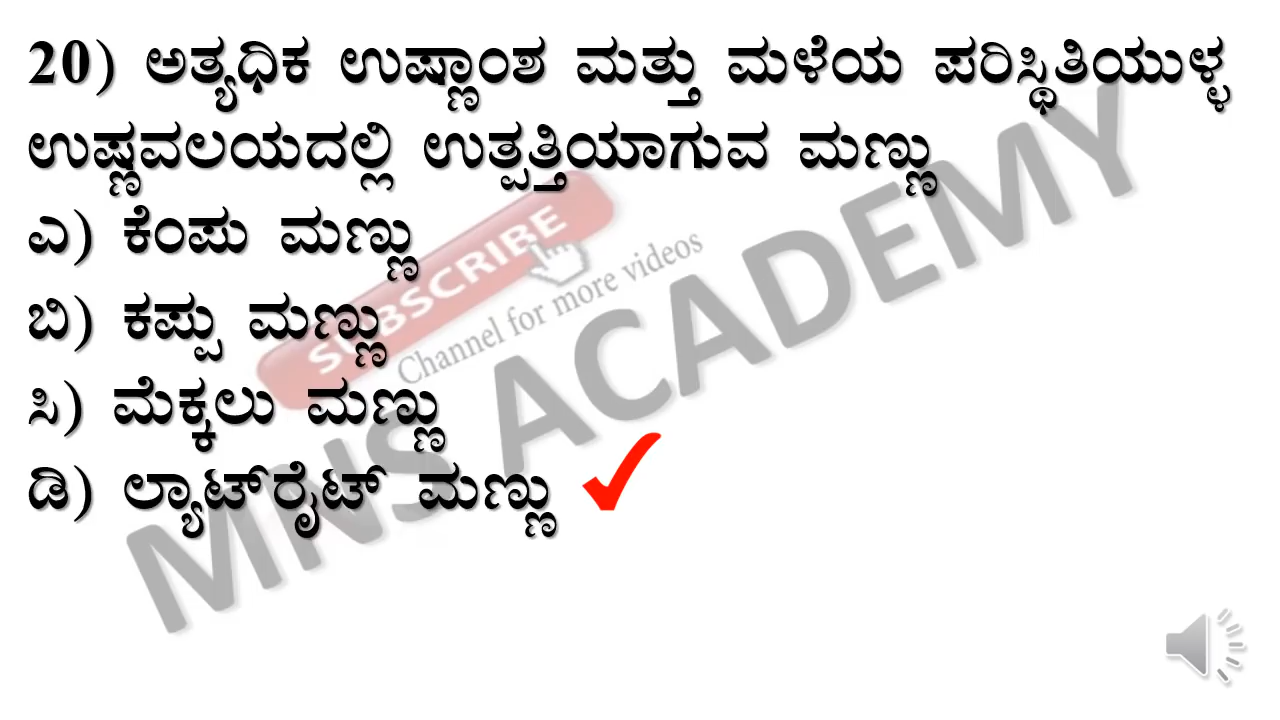 20) ಅತ್ಯಧಿಕ ಉಷ್ಣಾಂಶ ಮತ್ತು ಮಳೆಯ ಪರಿಸ್ಥಿತಿಯುಳ್ಳ
ಉಷ್ಣವಲಯದಲ್ಲಿ ಉತ್ಪತ್ತಿಯಾಗುವ ಮಣ್ಣು
ಎ) ಕೆಂಪು ಮಣ್ಣು
ಬಿ) ಕಪ್ಪು ಮಣ್ಣು
ಸಿ) ಮೆಕ್ಕಲು ಮಣ್ಣು
ಡಿ) ಲ್ಯಾಟ್‌ರೈಟ್ ಮಣ್ಣು
SUBSCRIBE
Channel for more videos
MNS ACADEMY